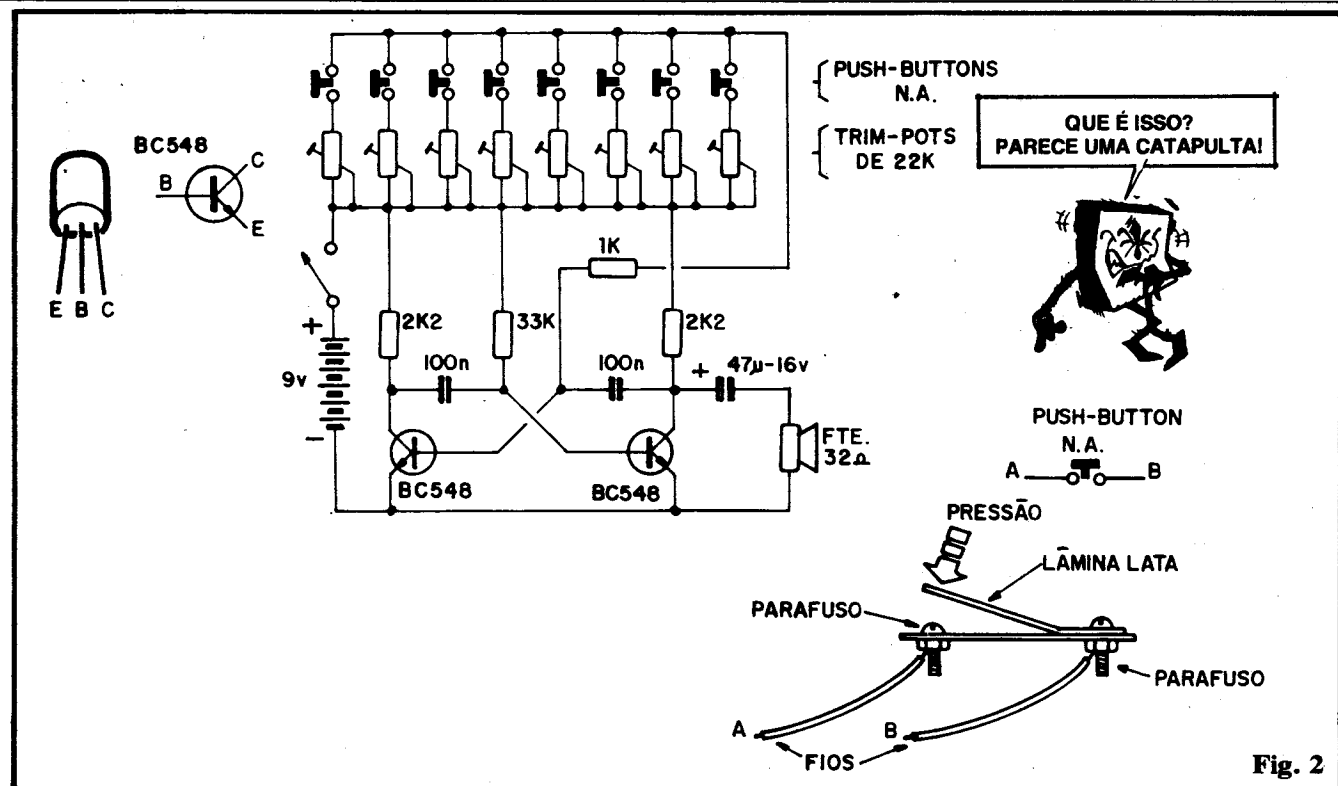 PUSH-BUTTONS
N.A.
TRIM-POTS
DE 22K
QUE É ISSO?
PARECE UMA CATAPULTA!
BC548
B
C
E
E B C
1K
2K2
33K
2K2
100n
100n
+
47µ-16v
+
9v
-
BC548
BC548
FTE.
32Ω
PUSH-BUTTON
N.A.
A
B
PRESSÃO
LÂMINA LATA
PARAFUSO
PARAFUSO
A
B
FIOS
Fig. 2